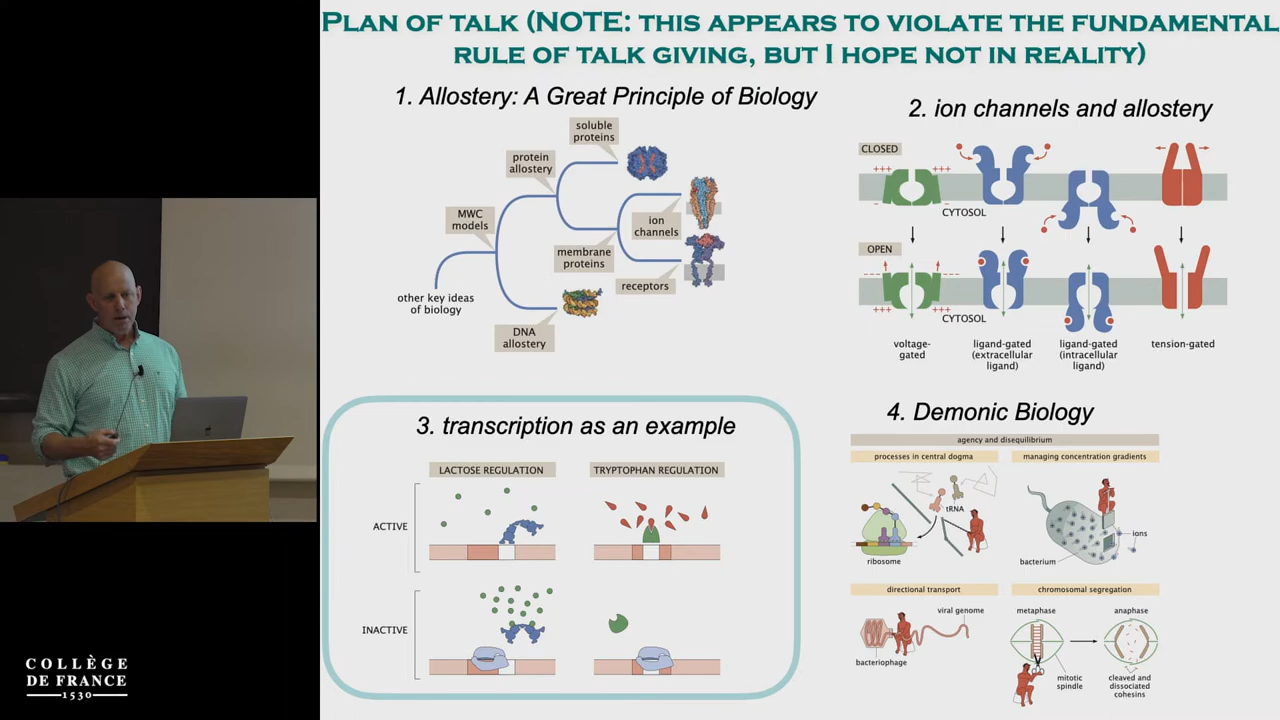 PLAN OF TALK (NOTE: THIS APPEARS TO VIOLATE THE FUNDAMENTAL
RULE OF TALK GIVING, BUT I HOPE NOT IN REALITY)
1. Allostery: A Great Principle of Biology
soluble
proteins
protein
allostery
MWC
models
ion
channels
membrane
proteins
receptors
other key ideas
of biology
DNA
allostery
2. ion channels and allostery
CLOSED
+++
+++
CYTOSOL
OPEN
CYTOSOL
+++
+++
voltage-
gated
ligand-gated
(extracellular
ligand)
ligand-gated
(intracellular
ligand)
tension-gated
3. transcription as an example
LACTOSE REGULATION
TRYPTOPHAN REGULATION
ACTIVE
INACTIVE
4. Demonic Biology
agency and disequilibrium
processes in central dogma
managing concentration gradients
tRNA
ribosome
ions
bacterium
directional transport
chromosomal segregation
viral genome
bacteriophage
metaphase
anaphase
mitotic
spindle
cleaved and
dissociated
cohesins
COLLÈGE
DE FRANCE
1530